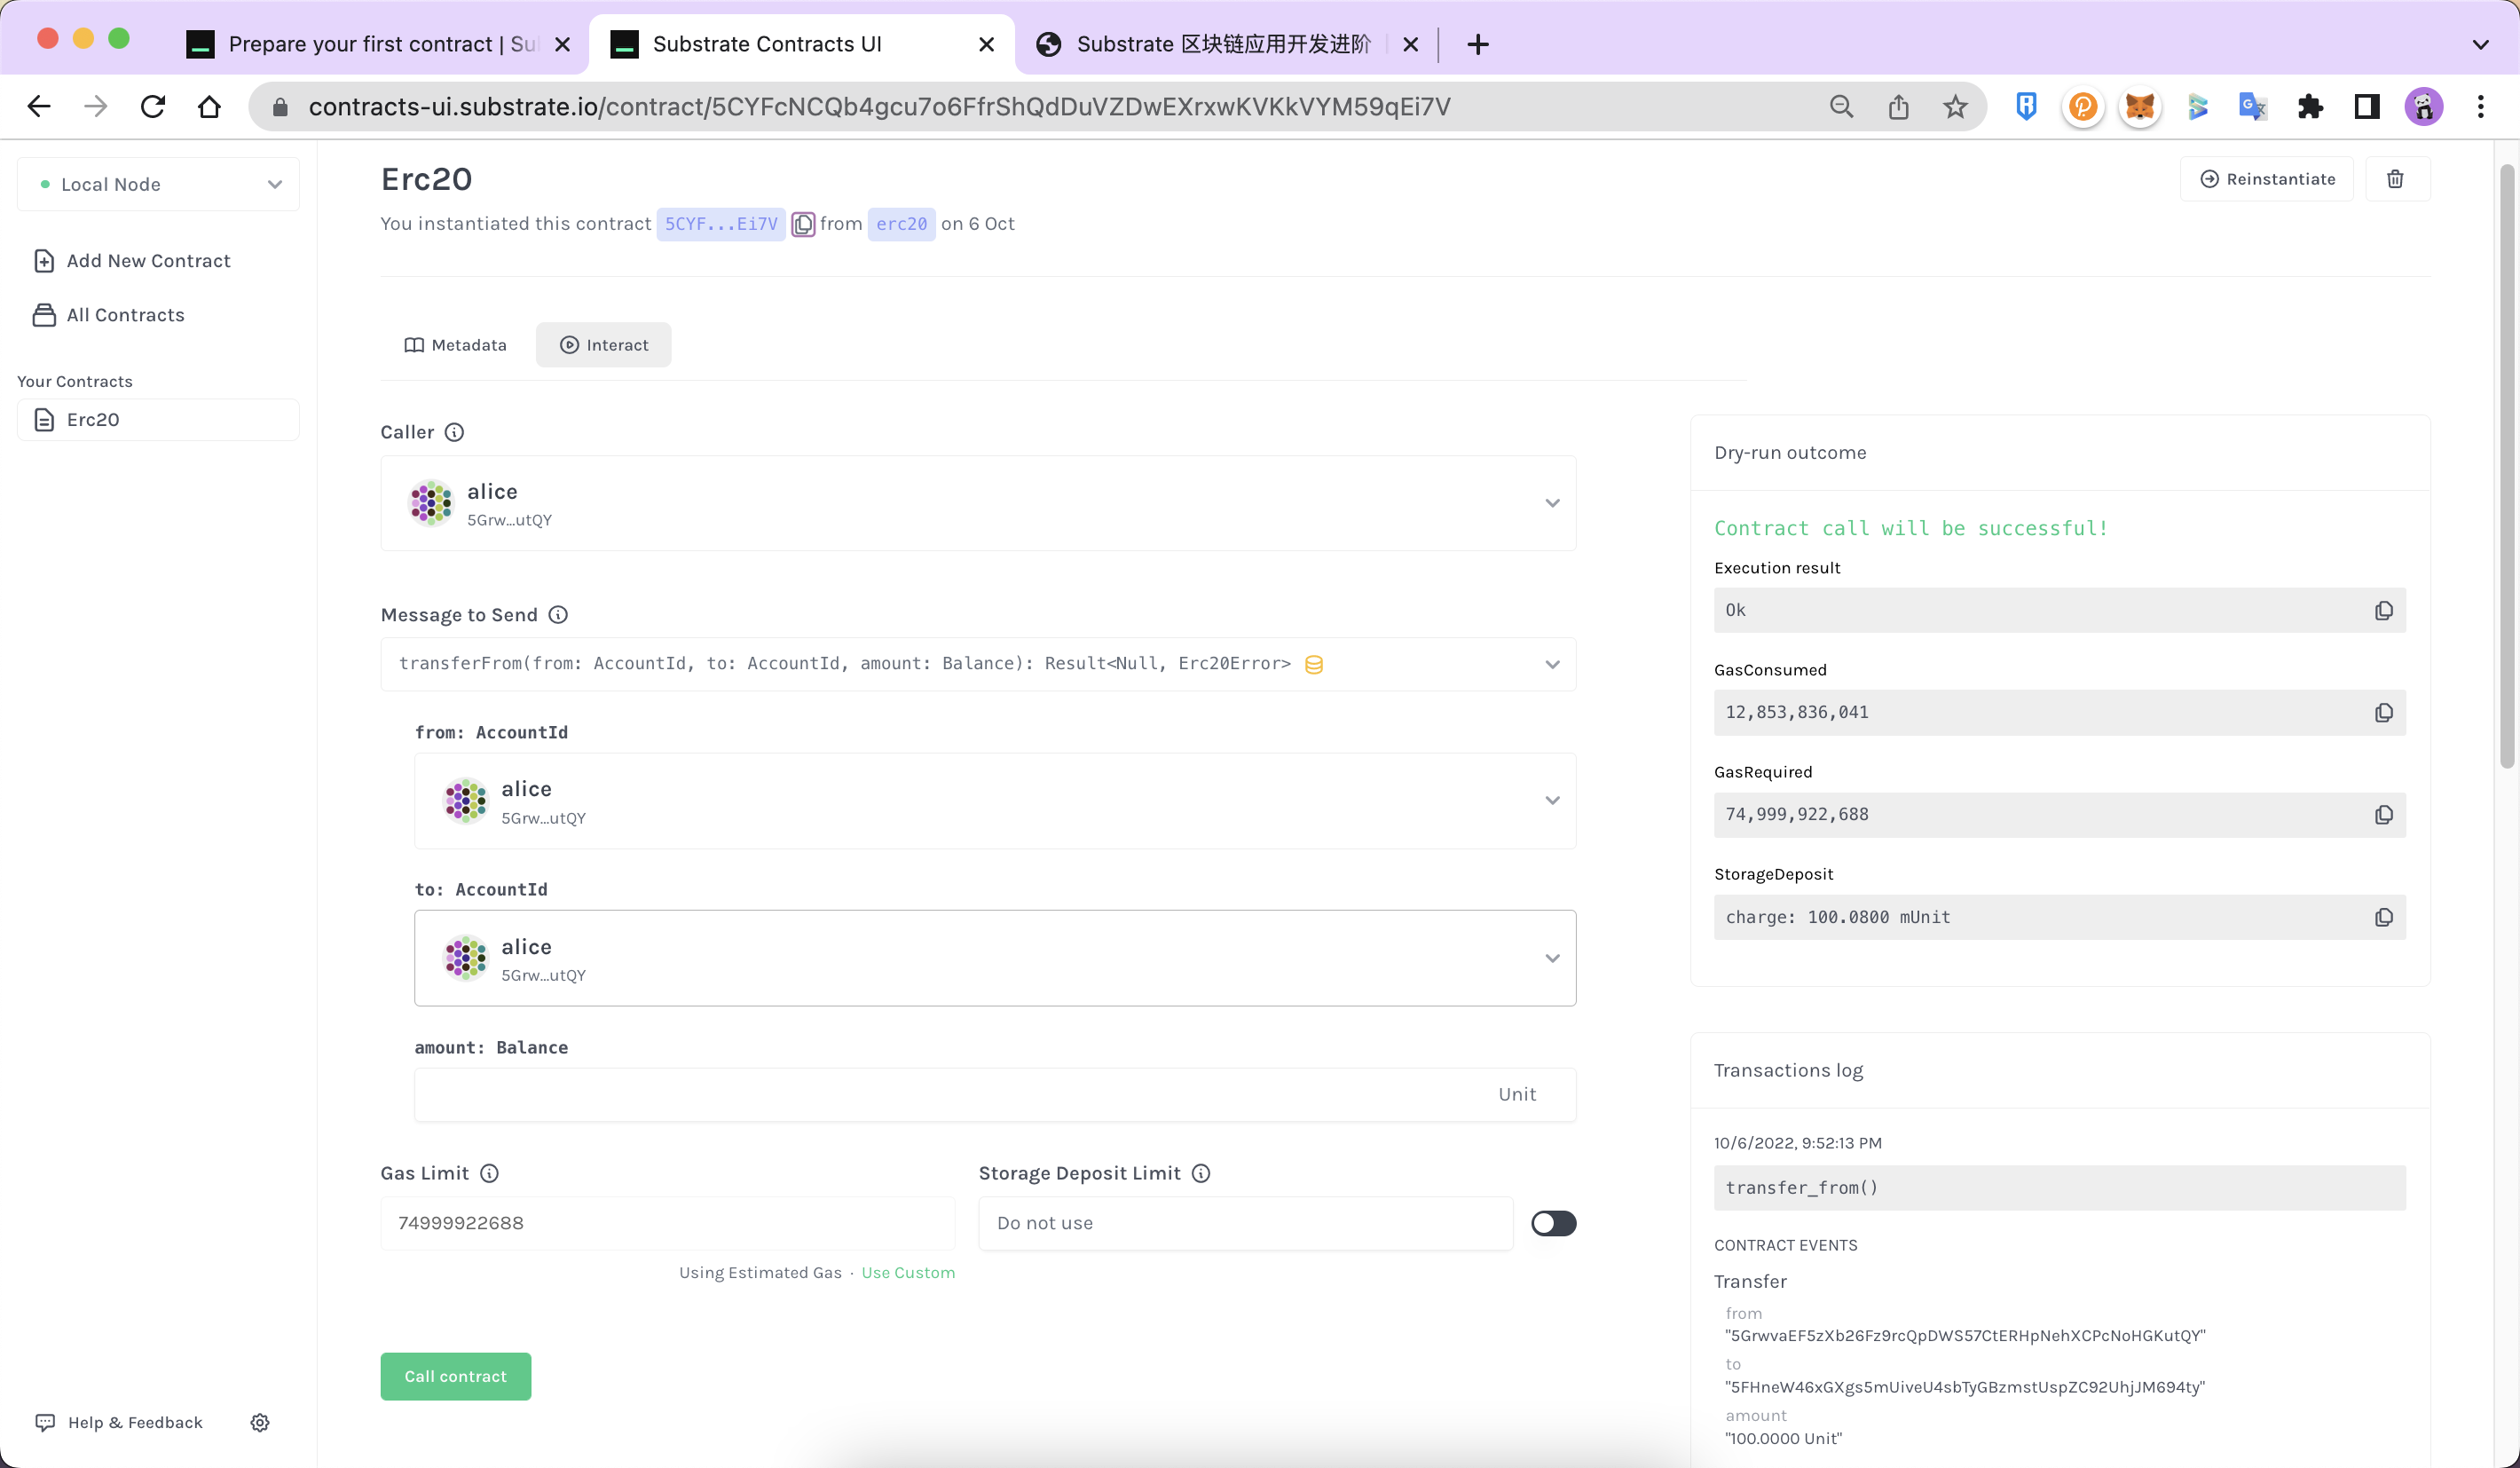 Prepare your first contract | Su
Substrate Contracts UI
Substrate 区块链应用开发进阶
contracts-ui.substrate.io/contract/5CYFcNCQb4gcu7o6FfrShQdDuVZDwEXrxwKVKkVYM59qEi7V
Local Node
Add New Contract
All Contracts
Your Contracts
Erc20
Help & Feedback
Erc20
Reinstantiate
You instantiated this contract 5CYF...Ei7V from erc20 on 6 Oct
Metadata
Interact
Caller
alice
5Grw...utQY
Message to Send
transferFrom(from: AccountId, to: AccountId, amount: Balance): Result<Null, Erc20Error>
from: AccountId
alice
5Grw...utQY
to: AccountId
alice
5Grw...utQY
amount: Balance
Unit
Gas Limit
74999922688
Using Estimated Gas · Use Custom
Storage Deposit Limit
Do not use
Call contract
Dry-run outcome
Contract call will be successful!
Execution result
Ok
GasConsumed
12,853,836,041
GasRequired
74,999,922,688
StorageDeposit
charge: 100.0800 mUnit
Transactions log
10/6/2022, 9:52:13 PM
transfer_from()
CONTRACT EVENTS
Transfer
from
"5GrwvaEF5zXb26Fz9rcQpDWS57CtERHpNehXCPcNoHGKutQY"
to
"5FHneW46xGXgs5mUiveU4sbTyGBzmstUspZC92UhjJM694ty"
amount
"100.0000 Unit"